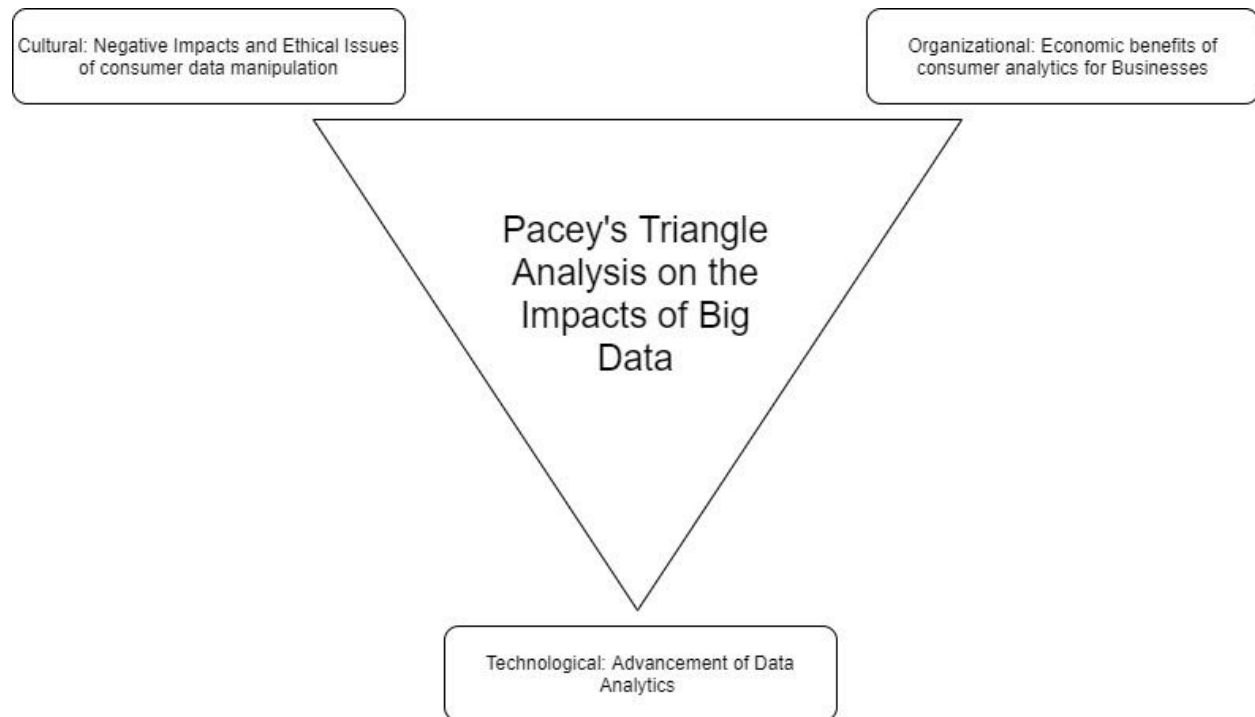 Cultural: Negative Impacts and Ethical Issues
of consumer data manipulation
Organizational: Economic benefits of
consumer analytics for Businesses
Pacey's Triangle
Analysis on the
Impacts of Big
Data
Technological: Advancement of Data
Analytics